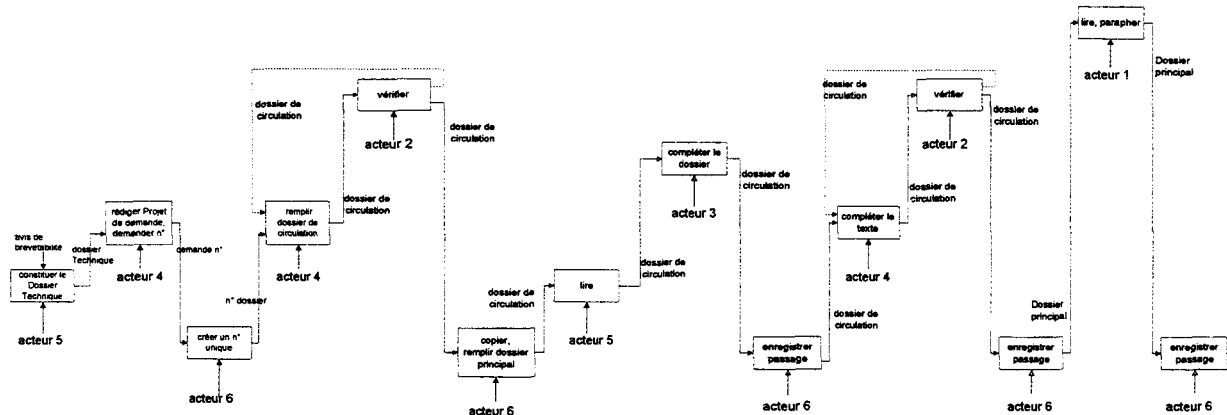 avis de
brevetabilité
constituer le
Dossier
Technique
acteur 5
dossier
Technique
rédiger Projet
de demande,
demander n°
acteur 4
demande n°
créer un n°
unique
acteur 6
n° dossier
remplir
dossier de
circulation
acteur 4
dossier de
circulation
dossier de
circulation
vérifier
acteur 2
dossier de
circulation
copier,
remplir dossier
principal
acteur 6
dossier de
circulation
lire
acteur 5
dossier de
circulation
compléter le
dossier
acteur 3
dossier de
circulation
enregistrer
passage
acteur 6
dossier de
circulation
compléter le
texte
acteur 4
dossier de
circulation
dossier de
circulation
vérifier
acteur 2
dossier de
circulation
enregistrer
passage
acteur 6
Dossier
principal
lire, parapher
acteur 1
Dossier
principal
enregistrer
passage
acteur 6